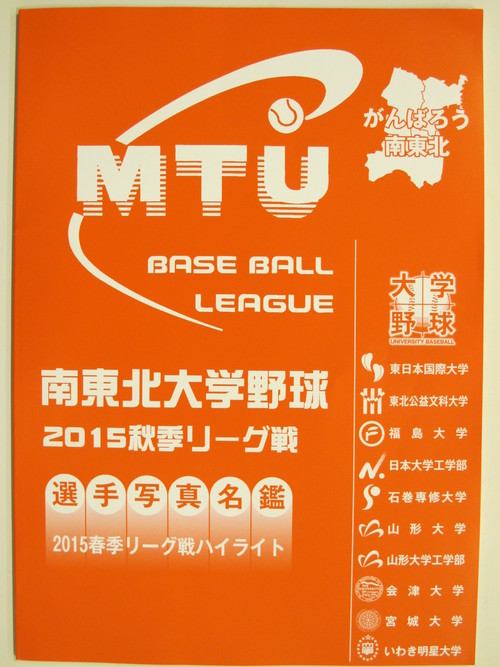 MTU
がんばろう
南東北
BASE BALL
LEAGUE
大学
野球
UNIVERSITY BASEBALL
南東北大学野球
2015秋季リーグ戦
選手写真名鑑
2015春季リーグ戦ハイライト
東日本国際大学
東北公益文科大学
福島大学
日本大学工学部
石巻専修大学
山形大学
山形大学工学部
会津大学
宮城大学
いわき明星大学